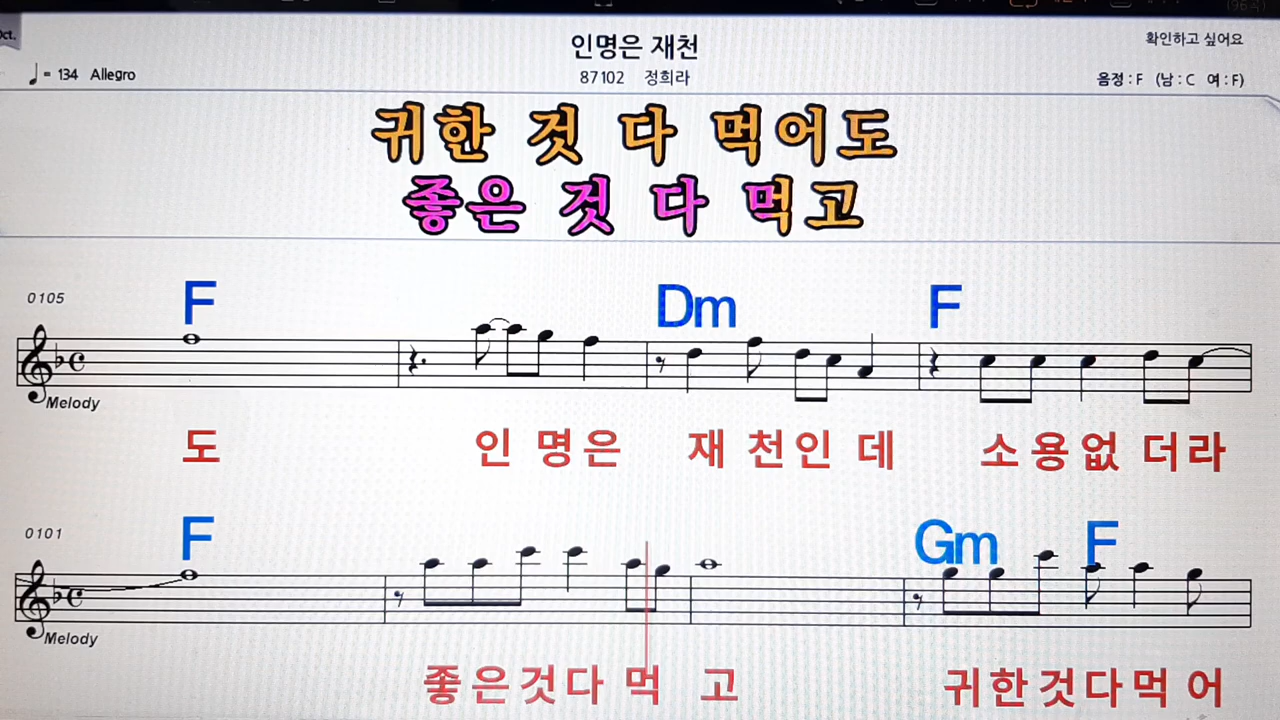 Oct.
인명은 재천
확인하고 싶어요
♩= 134 Allegro
87102 정희라
음정 : F (남 : C 여 : F)
귀한 것 다 먹어도
좋은 것 다 먹고
0105
F Dm F
Melody
도 인 명은 재 천인 데 소용없 더라
0101
F Gm F
Melody
좋은것다 먹 고 귀한것다먹 어